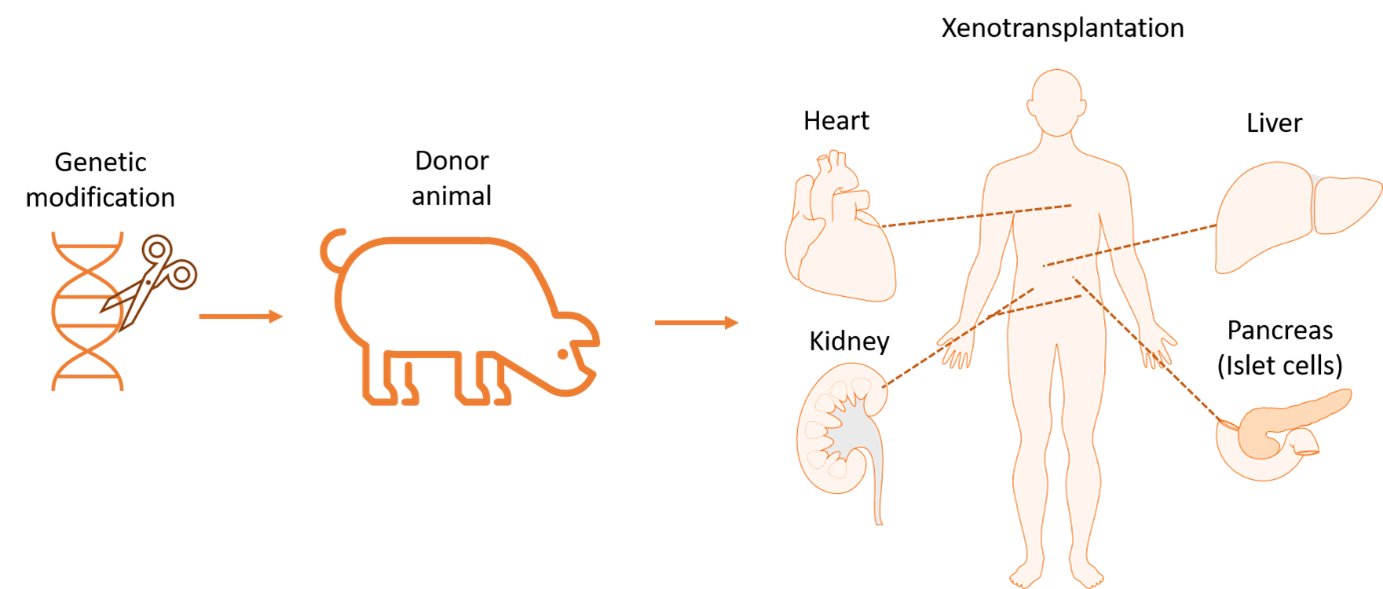 Genetic
modification
Donor
animal
Xenotransplantation
Heart
Liver
Kidney
Pancreas
(Islet cells)